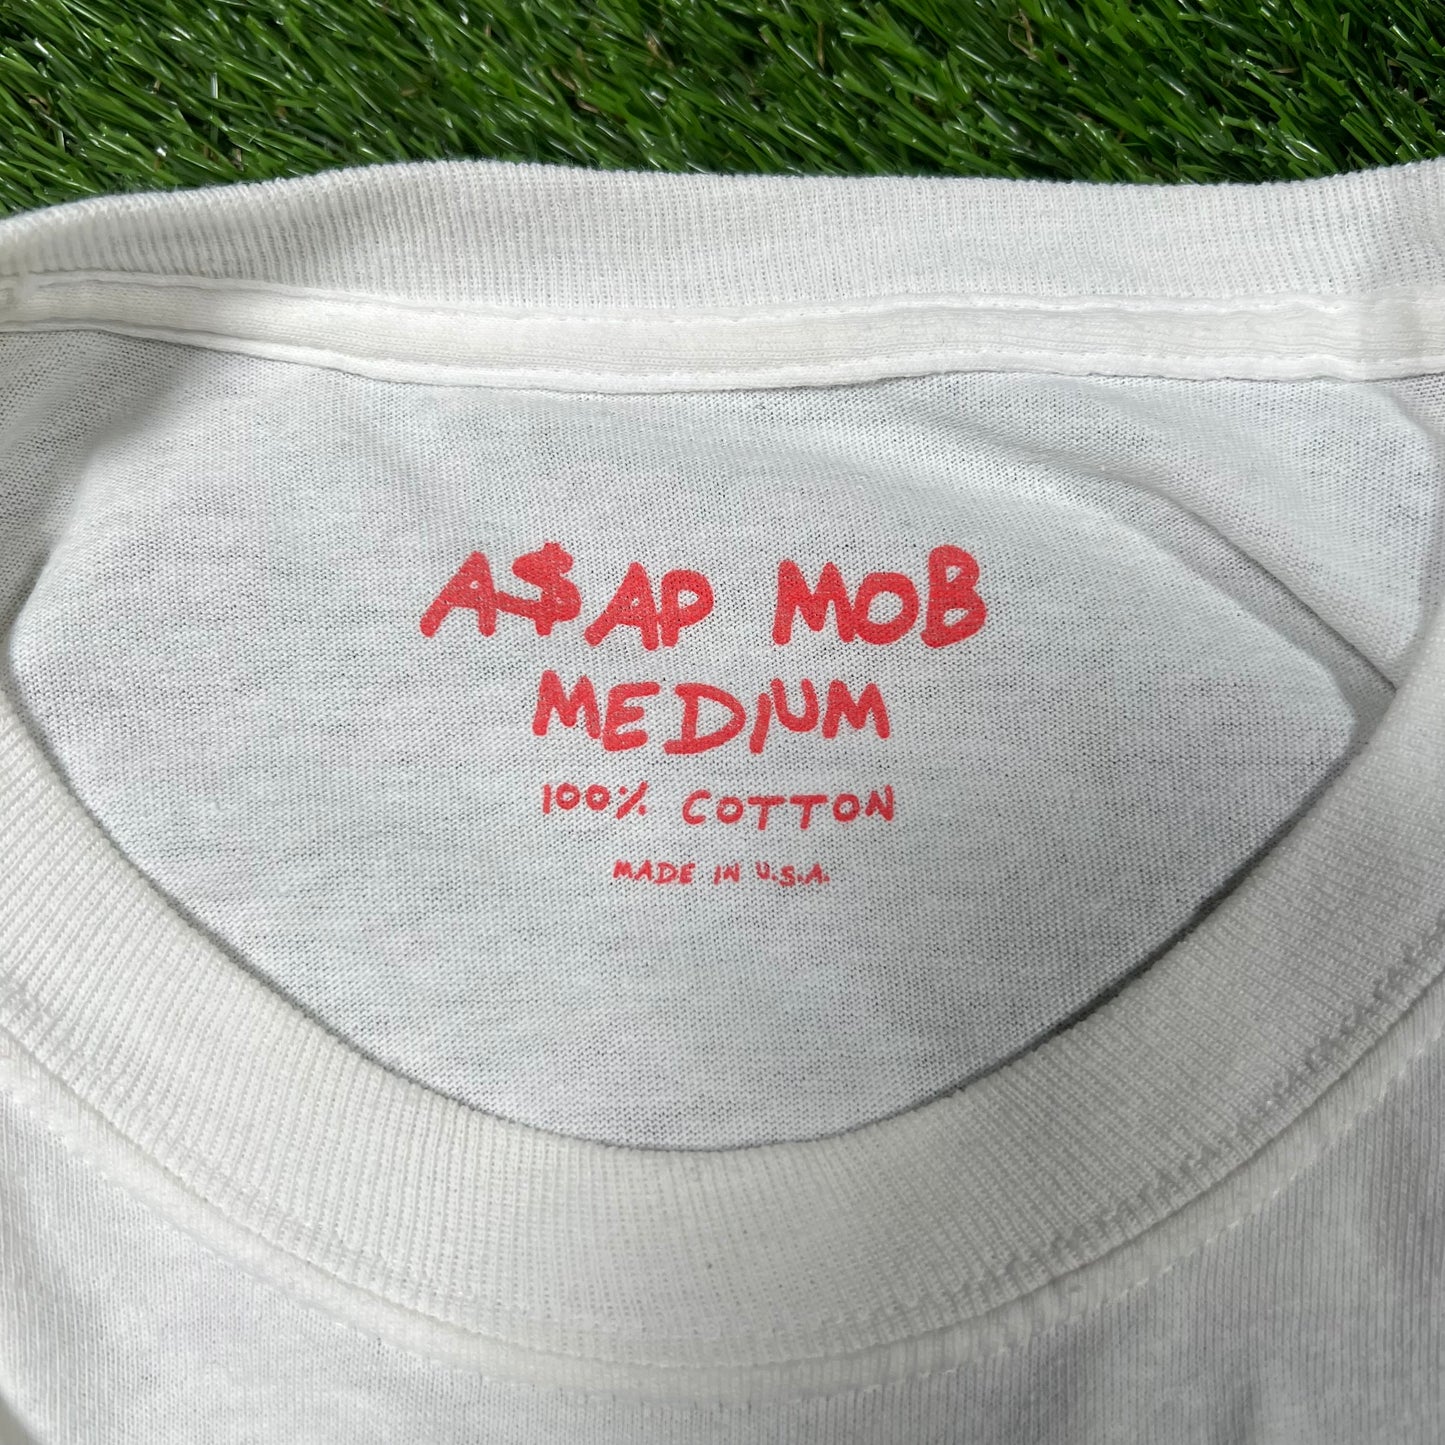 A$AP MOB
MEDIUM
100% COTTON
MADE IN U.S.A.